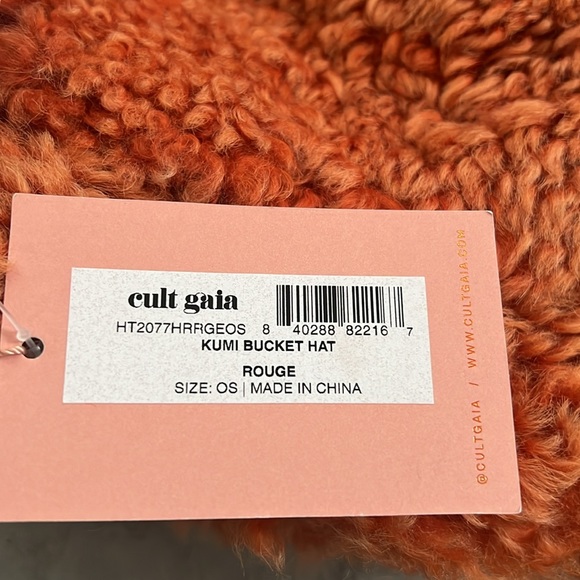 cult gaia
HT2077HRRGEOS 8 40288 82216 7
KUMI BUCKET HAT
ROUGE
SIZE: OS | MADE IN CHINA
@CULTGAIA / WWW.CULTGAIA.COM